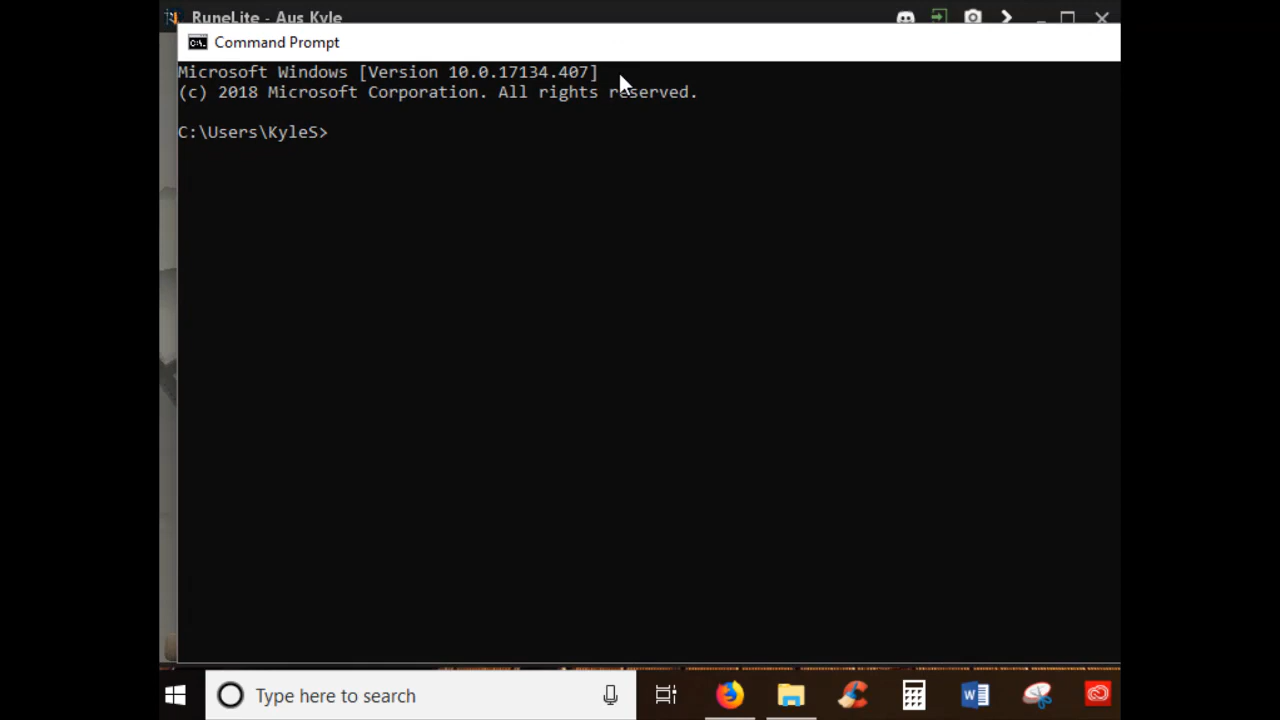 RuneLite - Aus Kyle
Command Prompt
Microsoft Windows [Version 10.0.17134.407]
(c) 2018 Microsoft Corporation. All rights reserved.
C:\Users\KyleS>
Type here to search